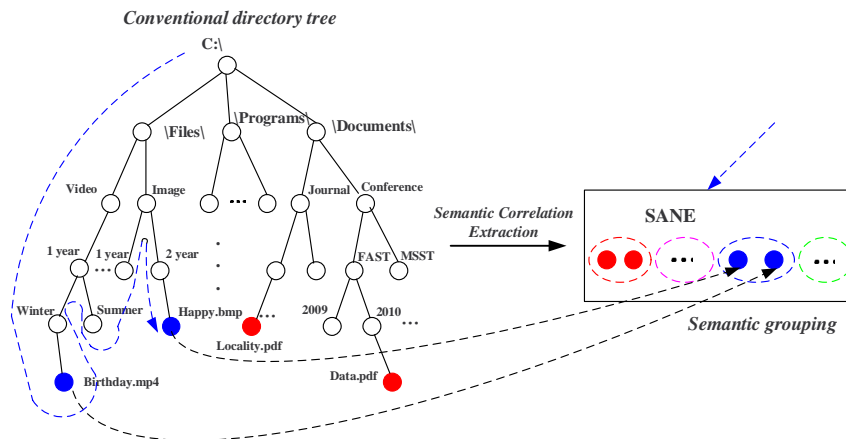 Conventional directory tree
C:\
\Files\
\Programs\
\Documents\
Video
Image
...
Journal
Conference
Semantic Correlation
Extraction
SANE
1 year
...
1 year
2 year
FAST
MSST
...
...
Winter
Summer
Happy.bmp
...
Locality.pdf
2009
2010
...
Semantic grouping
Birthday.mp4
Data.pdf